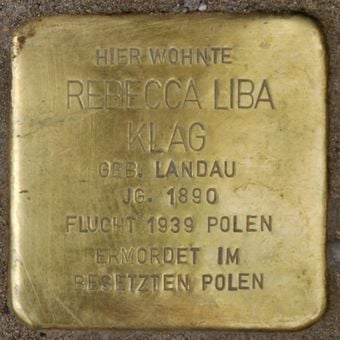 HIER WOHNTE
REBECCA LIBA
KLAG
GEB. LANDAU
JG. 1890
FLUCHT 1939 POLEN
ERMORDET IM
BESETZTEN POLEN